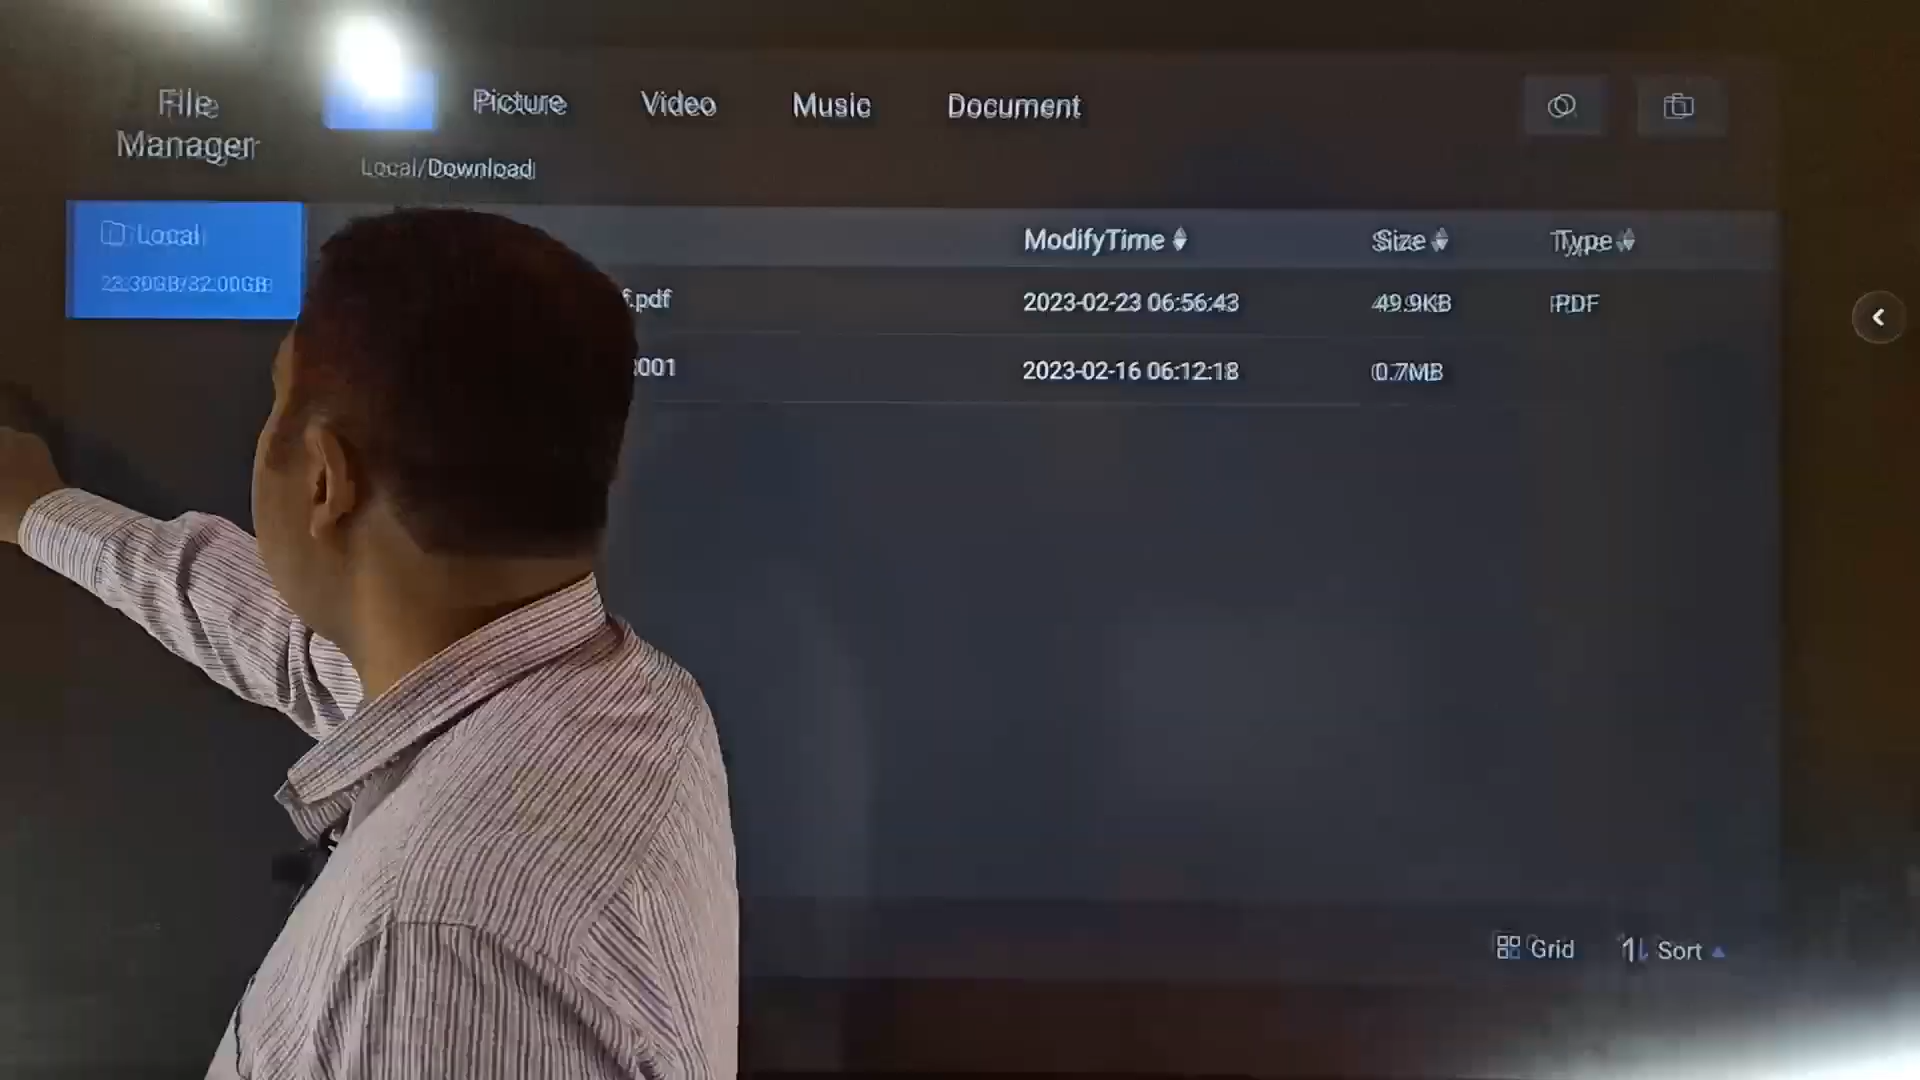 File
Manager
Picture
Video
Music
Document
Local/Download
Local
23.30GB/32.00GB
ModifyTime
Size
Type
f.pdf
2023-02-23 06:56:43
49.9KB
PDF
001
2023-02-16 06:12:18
0.7MB
Grid
Sort